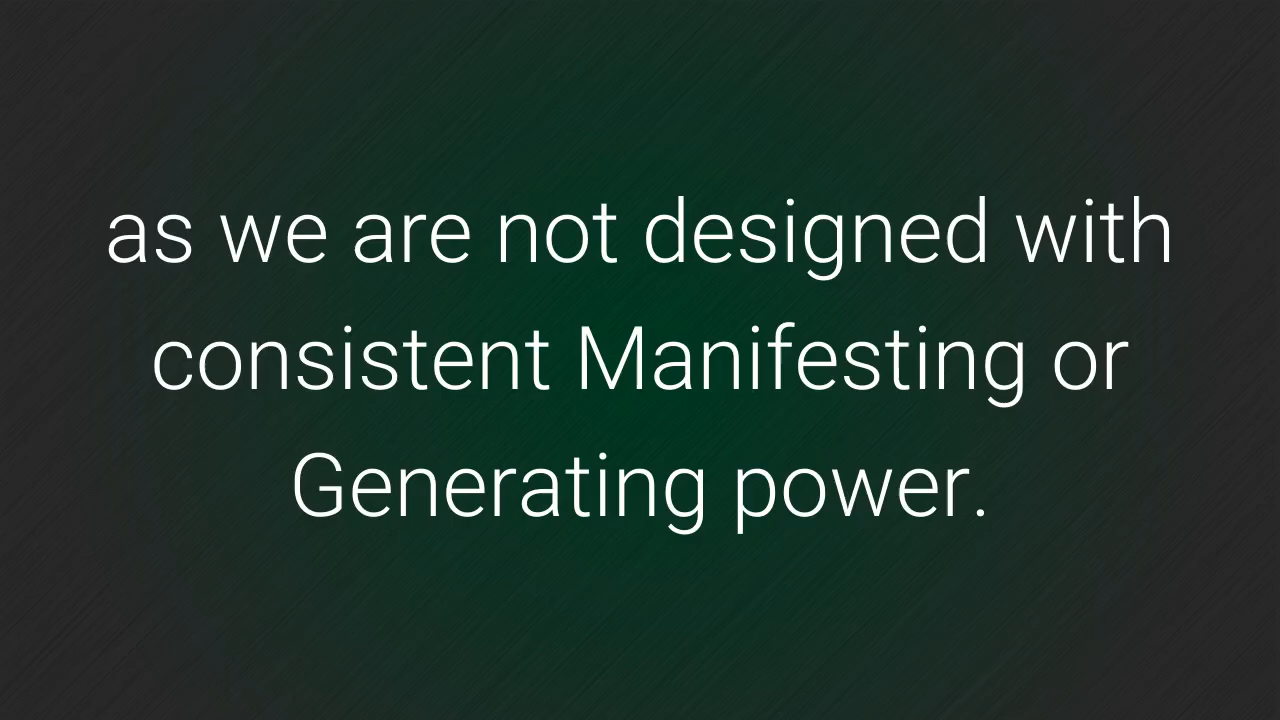 as we are not designed with
consistent Manifesting or
Generating power.